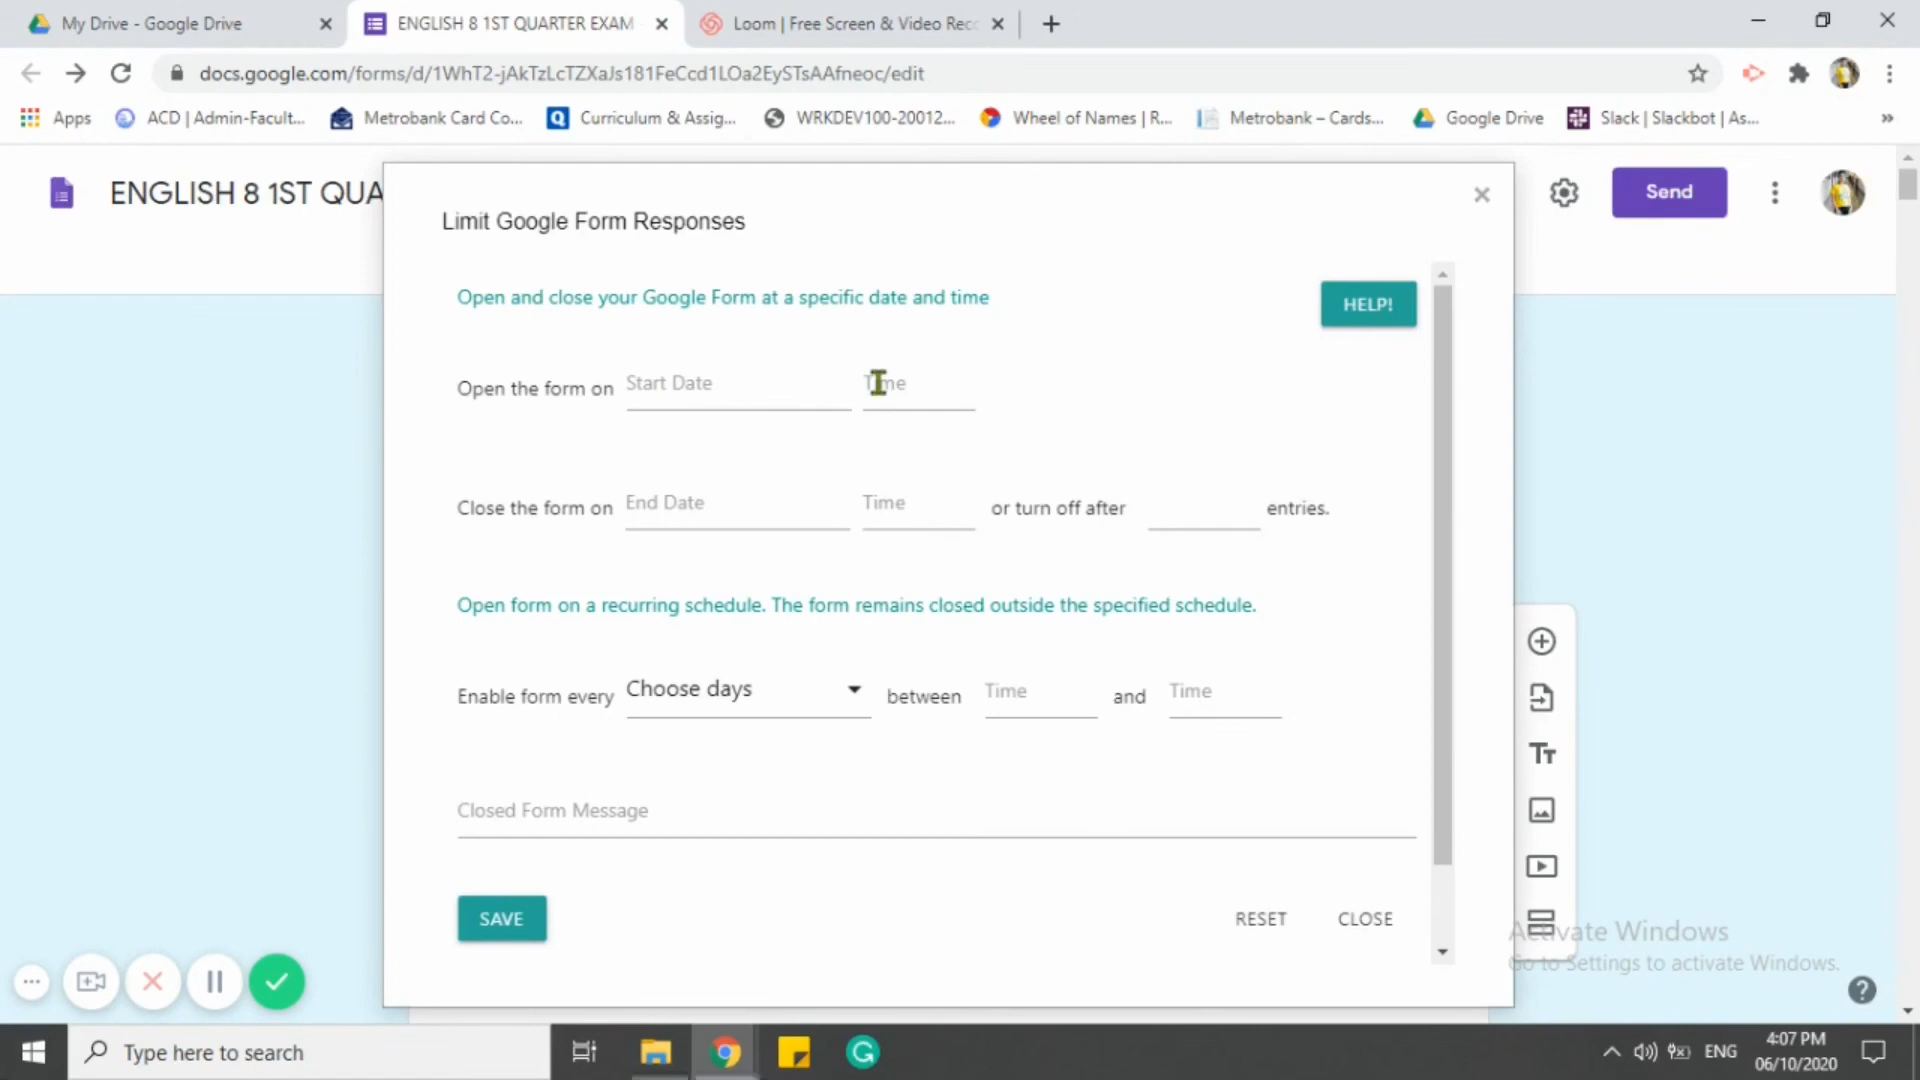 My Drive - Google Drive
ENGLISH 8 1ST QUARTER EXAM
Loom | Free Screen & Video Rec
docs.google.com/forms/d/1WhT2-jAkTzLcTZXaJs181FeCcd1LOa2EySTsAAfneoc/edit
Apps
ACD | Admin-Facult...
Metrobank Card Co...
Curriculum & Assig...
WRKDEV100-20012...
Wheel of Names | R...
Metrobank – Cards...
Google Drive
Slack | Slackbot | As...
»
ENGLISH 8 1ST QUA
Send
Limit Google Form Responses
Open and close your Google Form at a specific date and time
HELP!
Open the form on Start Date Time
Close the form on End Date Time or turn off after entries.
Open form on a recurring schedule. The form remains closed outside the specified schedule.
Enable form every Choose days between Time and Time
Closed Form Message
SAVE
RESET
CLOSE
Tt
Activate Windows
Go to Settings to activate Windows.
Type here to search
ENG
4:07 PM
06/10/2020